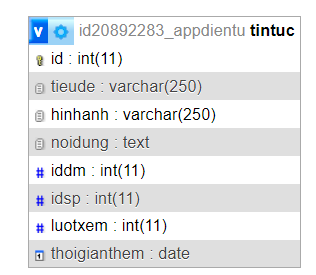 v id20892283_appdientu tintuc
id : int(11)
tieude : varchar(250)
hinhanh : varchar(250)
noidung : text
# iddm : int(11)
# idsp : int(11)
# luotxem : int(11)
thoigianthem : date